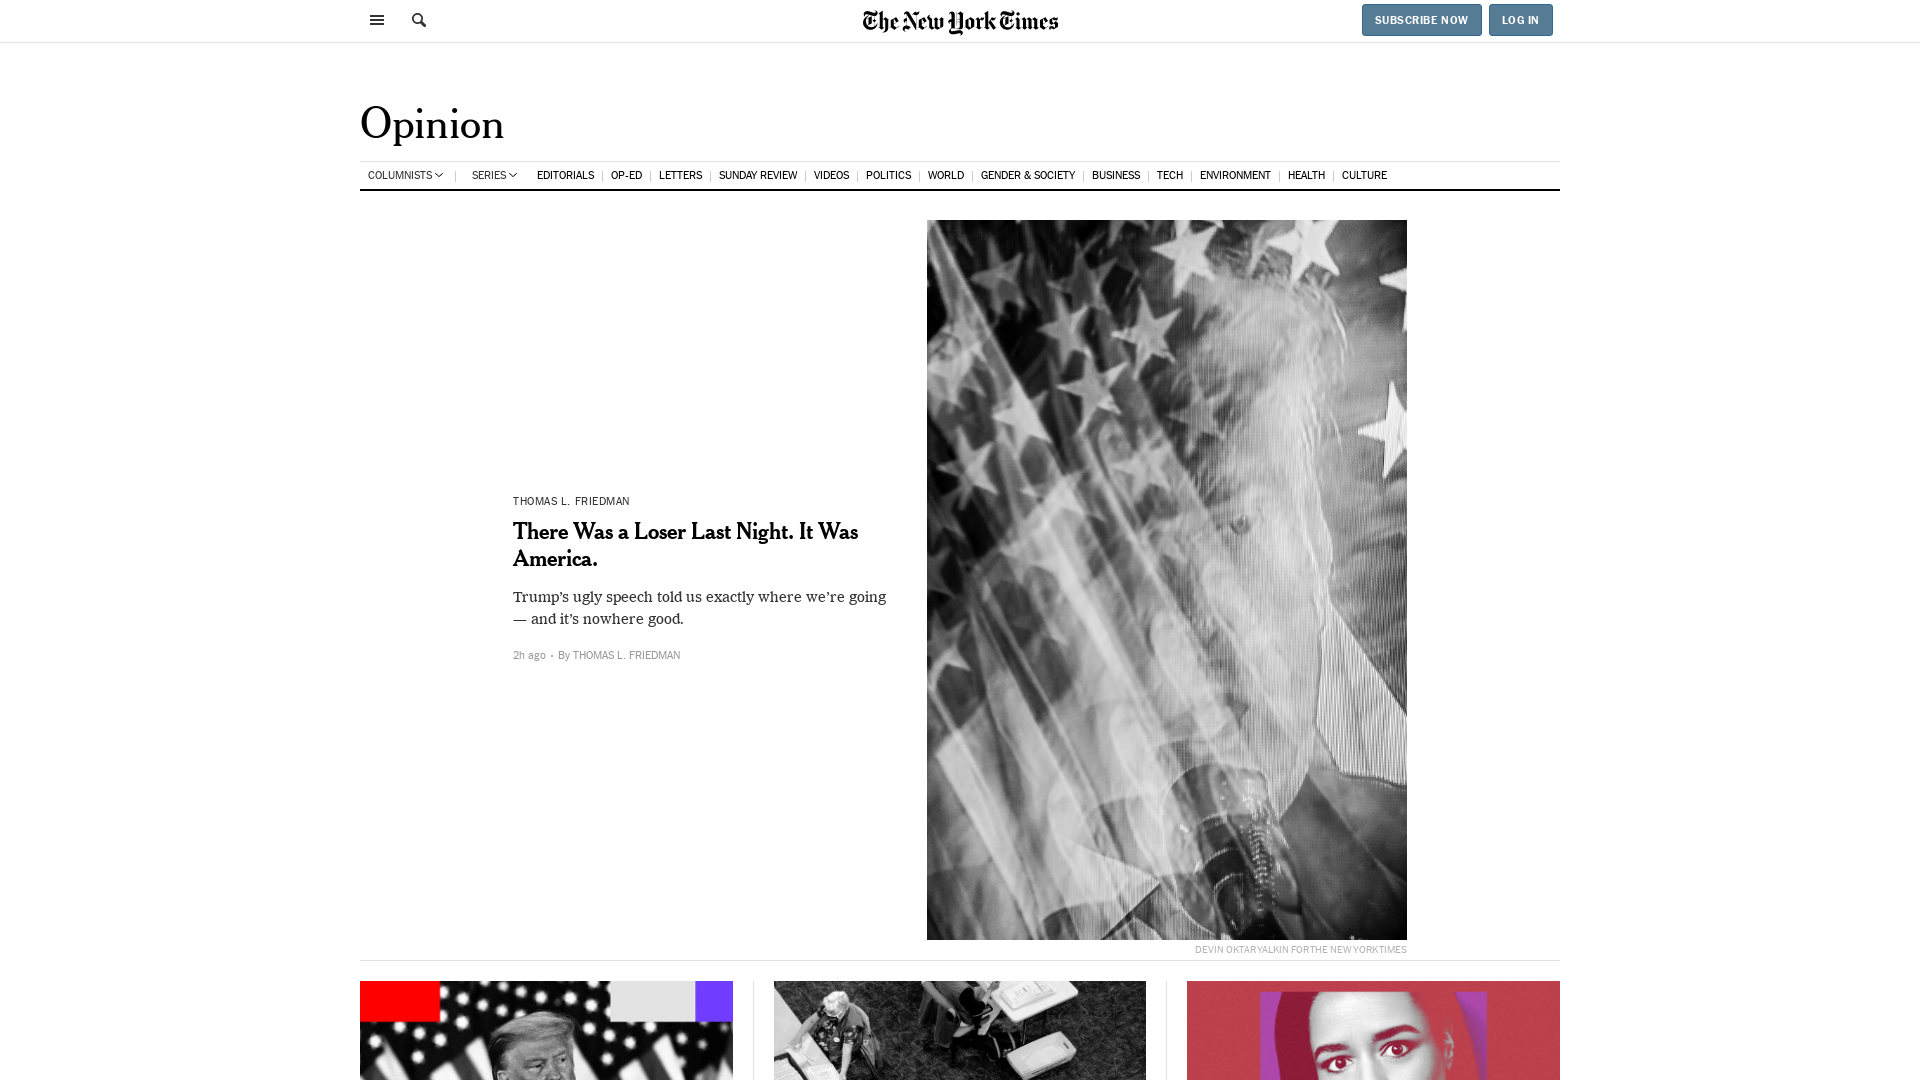 The New York Times
SUBSCRIBE NOW
LOG IN
Opinion
COLUMNISTS SERIES EDITORIALS OP-ED LETTERS SUNDAY REVIEW VIDEOS POLITICS WORLD GENDER & SOCIETY BUSINESS TECH ENVIRONMENT HEALTH CULTURE
THOMAS L. FRIEDMAN
There Was a Loser Last Night. It Was
America.
Trump’s ugly speech told us exactly where we’re going
— and it’s nowhere good.
2h ago • By THOMAS L. FRIEDMAN
DEVIN OKTAR YALKIN FOR THE NEW YORK TIMES